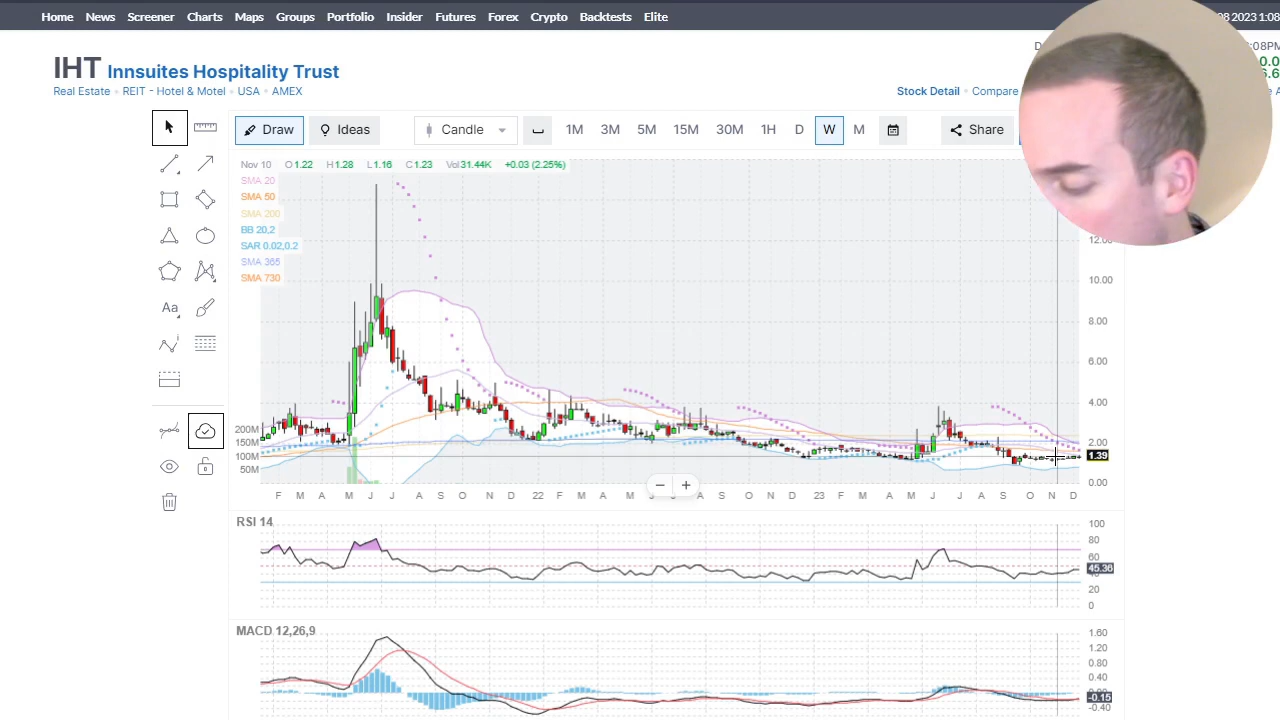 Home News Screener Charts Maps Groups Portfolio Insider Futures Forex Crypto Backtests Elite
08 2023 1:08
IHT Innsuites Hospitality Trust
Real Estate • REIT - Hotel & Motel • USA • AMEX
Stock Detail • Compare
Draw Ideas Candle 1M 3M 5M 15M 30M 1H D W M Share
Nov 10 O 1.22 H 1.28 L 1.16 C 1.23 Vol 31.44K +0.03 (2.25%)
SMA 20
SMA 50
SMA 200
BB 20,2
SAR 0.02,0.2
SMA 365
SMA 730
Aa
12.00
10.00
8.00
6.00
4.00
2.00
1.39
0.00
200M
150M
100M
50M
F M A M J J A S O N D 22 F M A M J J A S O N D 23 F M A M J J A S O N D
RSI 14
100
80
60
45.36
20
0
MACD 12,26,9
1.60
1.20
0.80
0.40
-0.15
-0.40